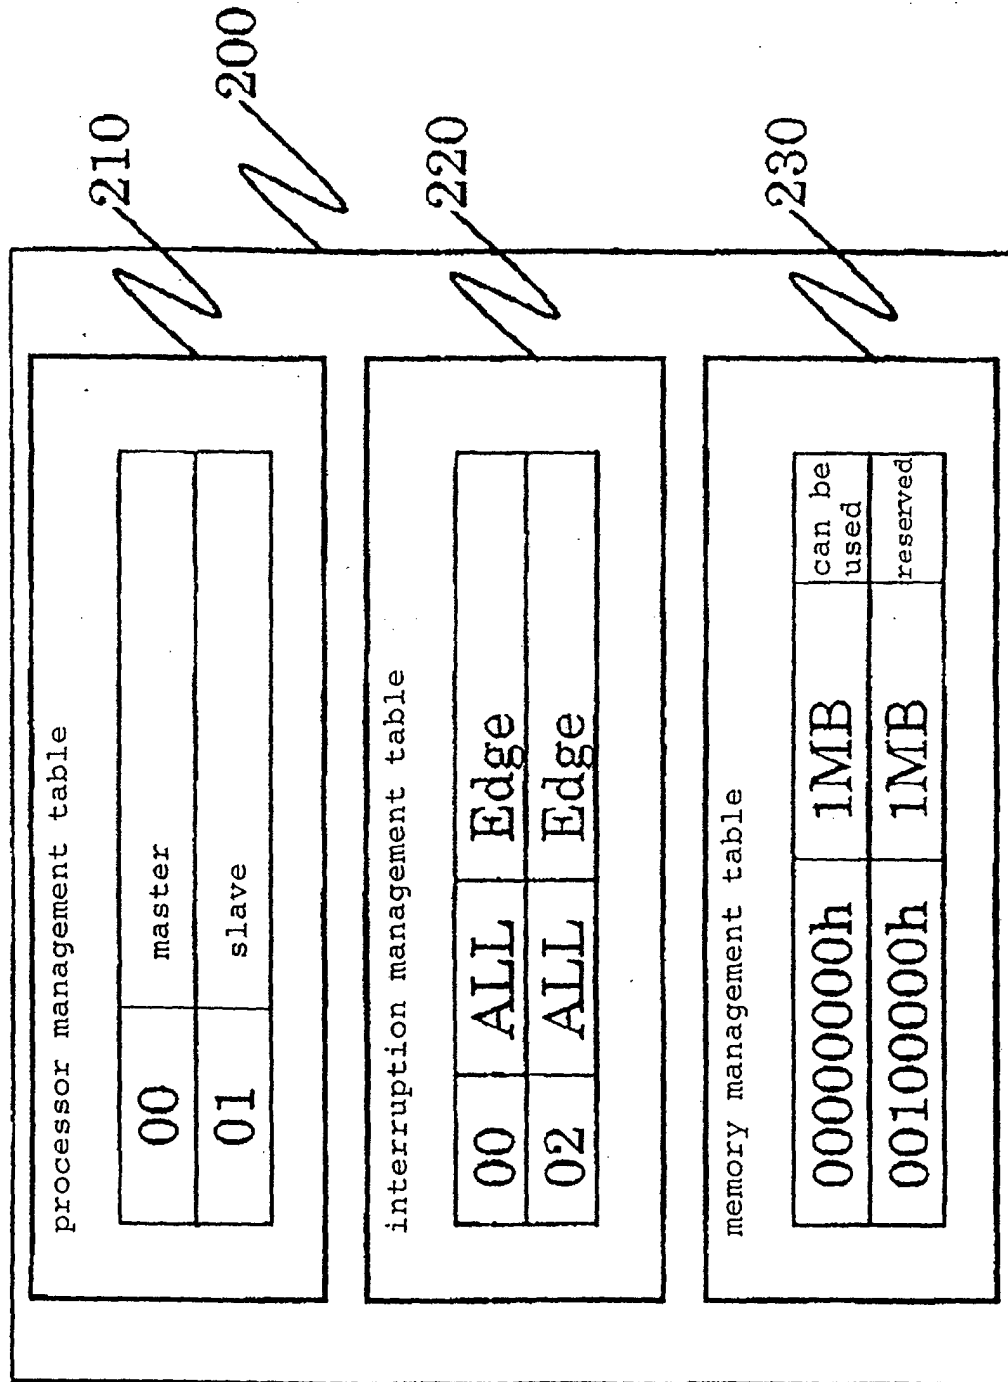 200
processor management table
210
00 master
01 slave
interruption management table
220
00 ALL Edge
02 ALL Edge
memory management table
230
00000000h 1MB can be
used
00100000h 1MB reserved